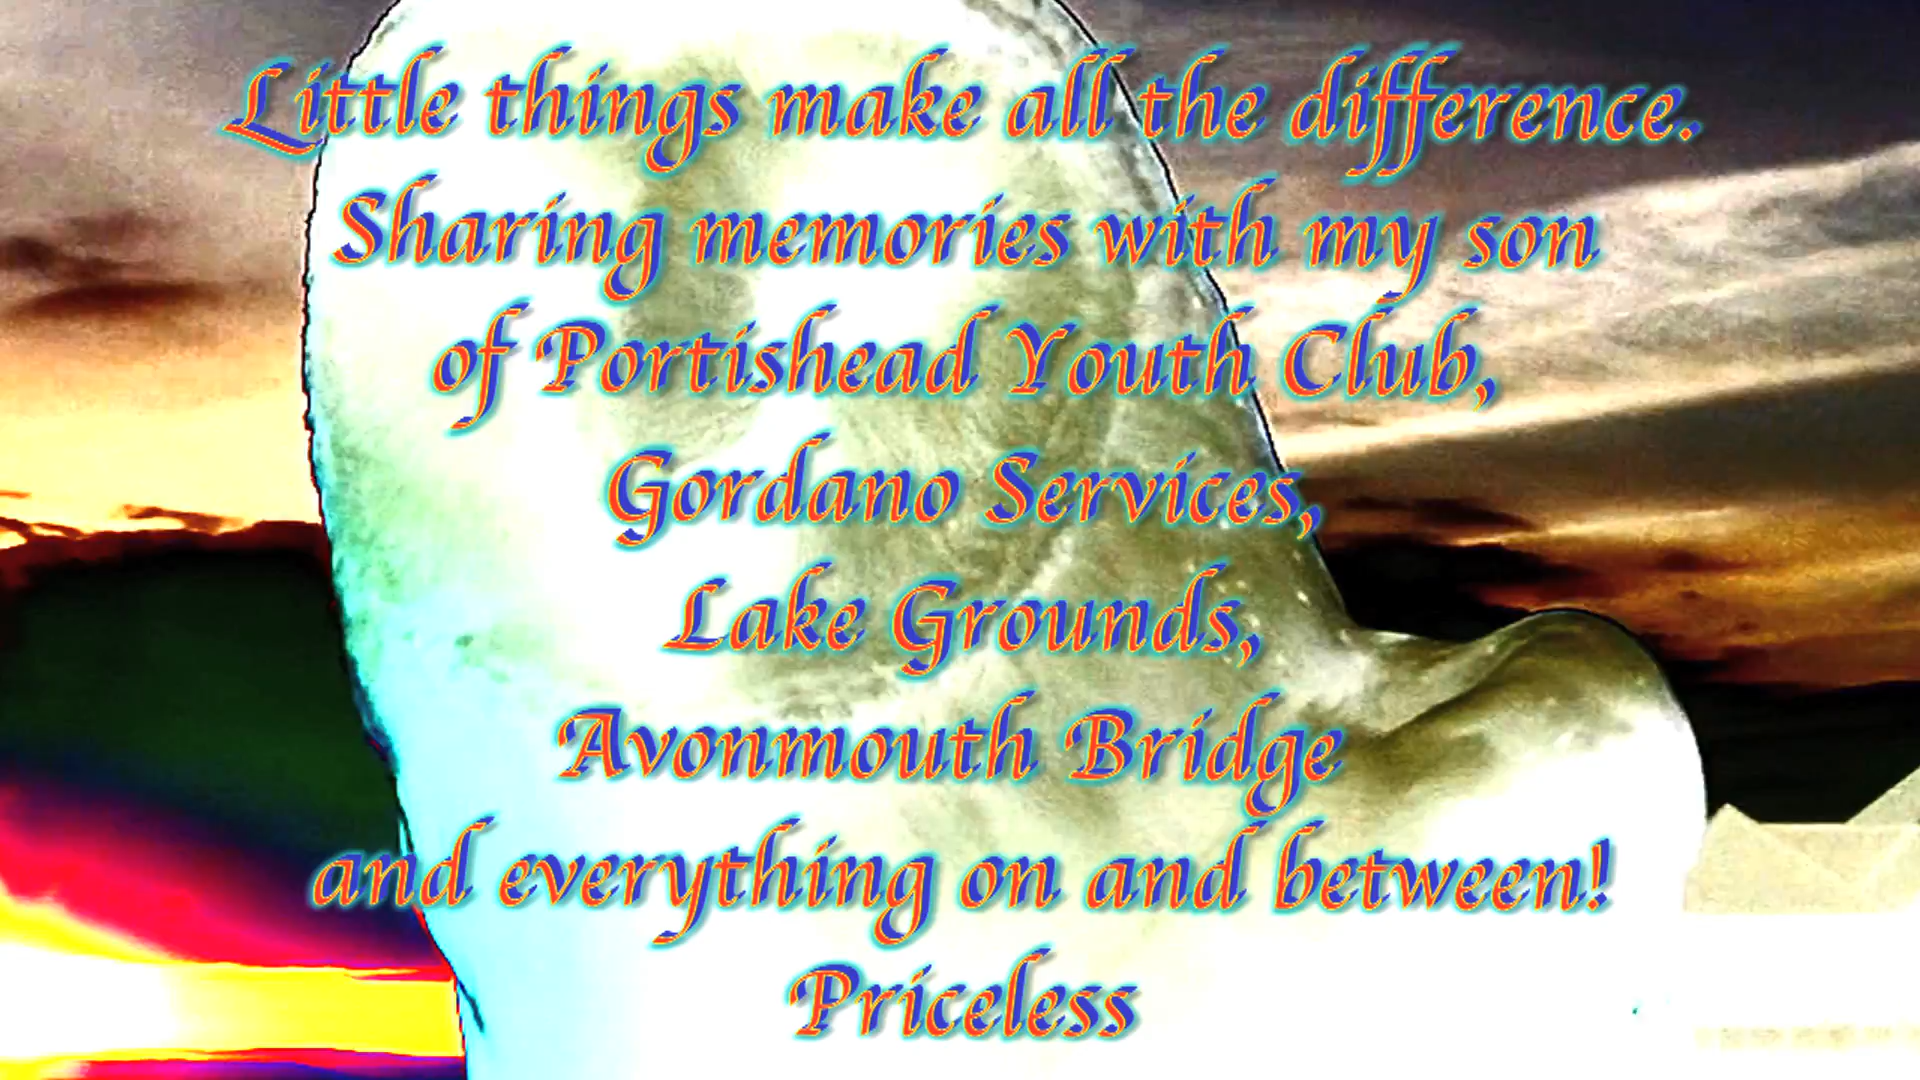 Little things make all the difference.
Sharing memories with my son
of Portishead Youth Club,
Gordano Services,
Lake Grounds,
Avonmouth Bridge
and everything on and between!
Priceless